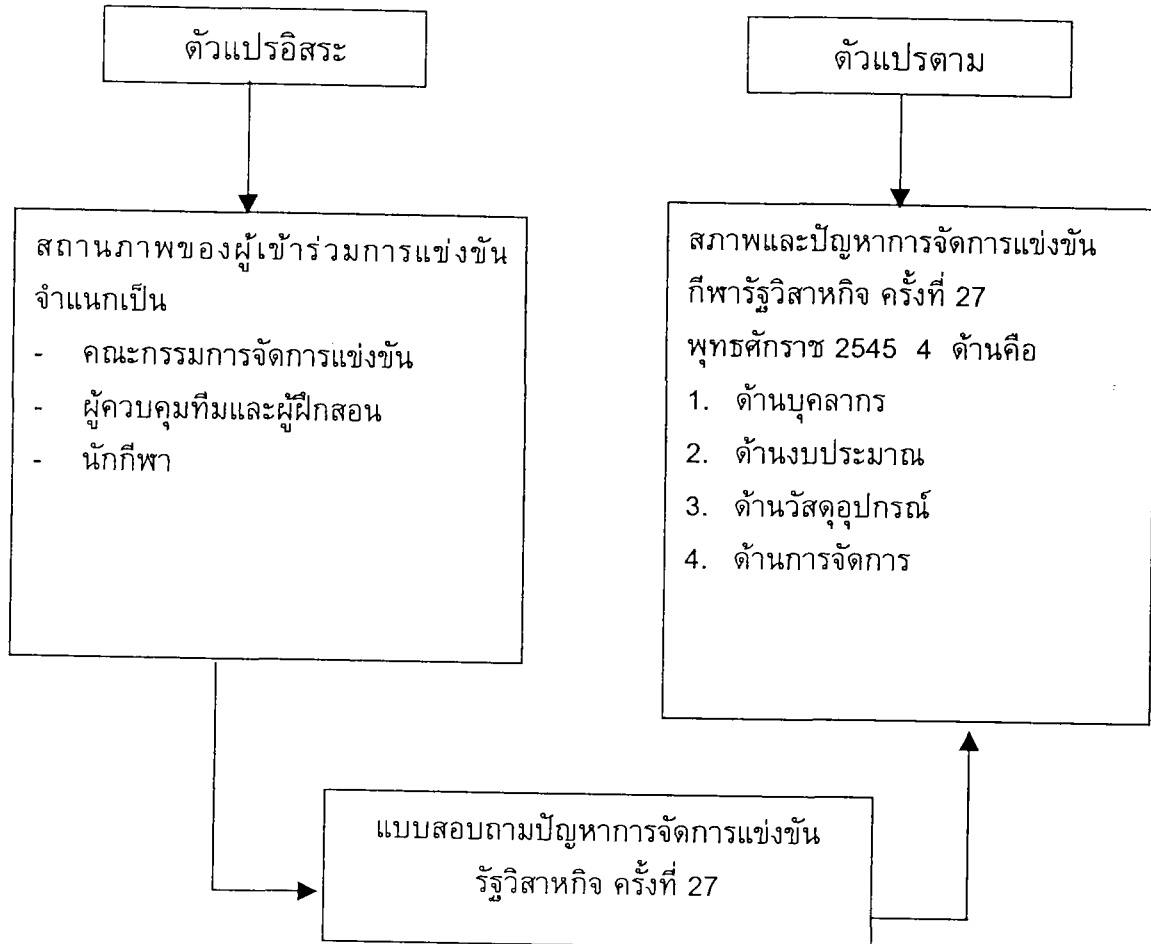 ตัวแปรอิสระ
ตัวแปรตาม
สถานภาพของผู้เข้าร่วมการแข่งขัน
จำแนกเป็น
- คณะกรรมการจัดการแข่งขัน
- ผู้ควบคุมทีมและผู้ฝึกสอน
- นักกีฬา
สภาพและปัญหาการจัดการแข่งขัน
กีฬารัฐวิสาหกิจ ครั้งที่ 27
พุทธศักราช 2545 4 ด้านคือ
1. ด้านบุคลากร
2. ด้านงบประมาณ
3. ด้านวัสดุอุปกรณ์
4. ด้านการจัดการ
แบบสอบถามปัญหาการจัดการแข่งขัน
รัฐวิสาหกิจ ครั้งที่ 27